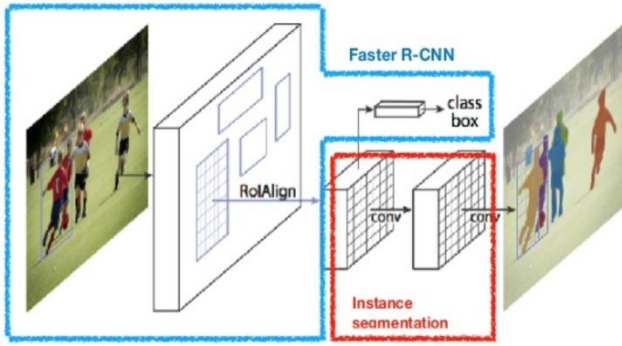 Faster R-CNN
class
box
RoIAlign
conv
conv
Instance
segmentation